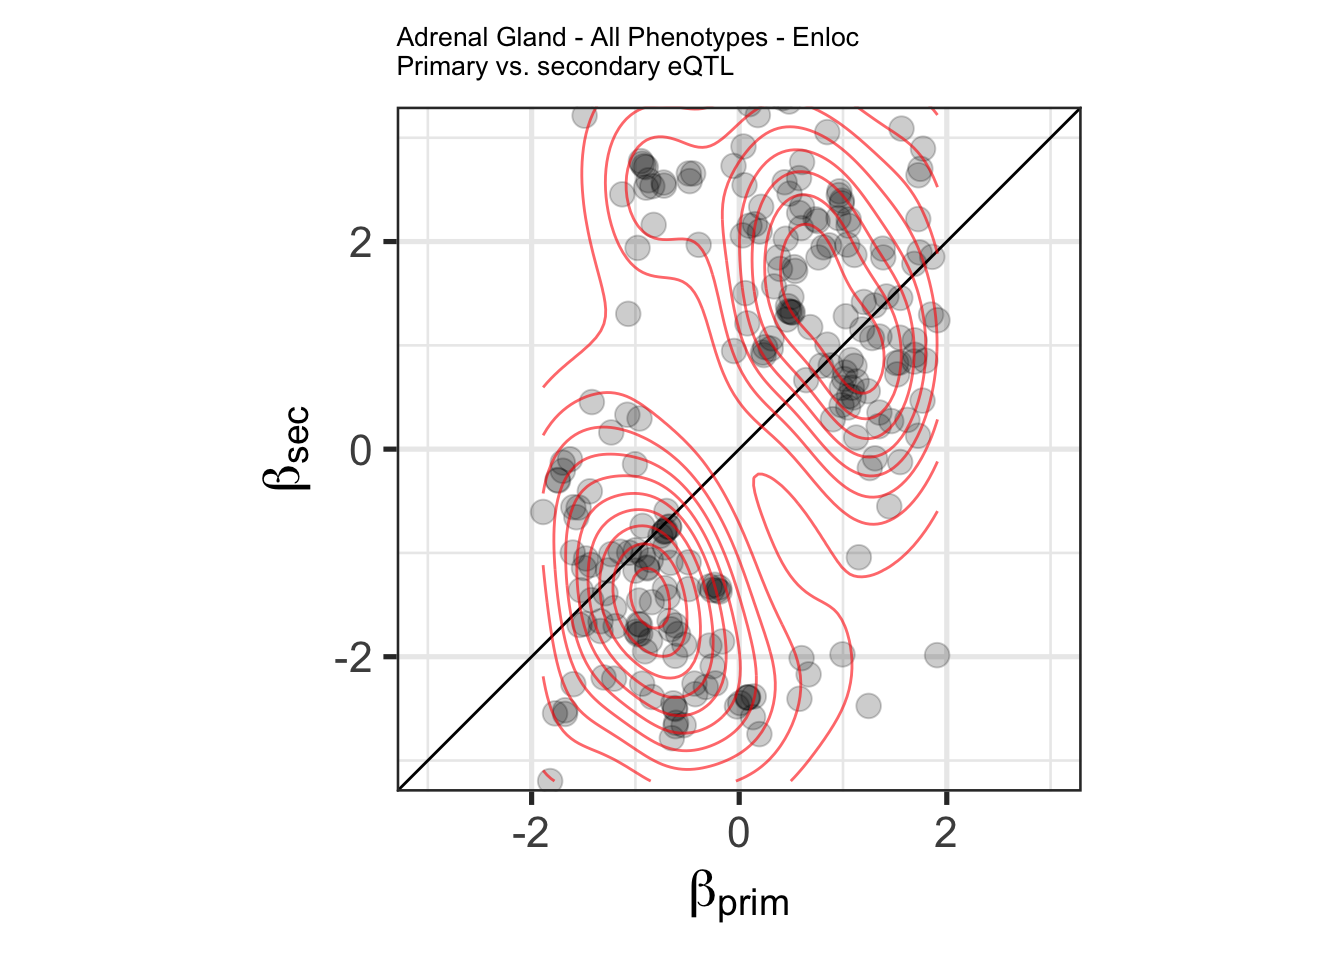 Adrenal Gland - All Phenotypes - Enloc
Primary vs. secondary eQTL
βsec
2
0
-2
-2 0 2
βprim